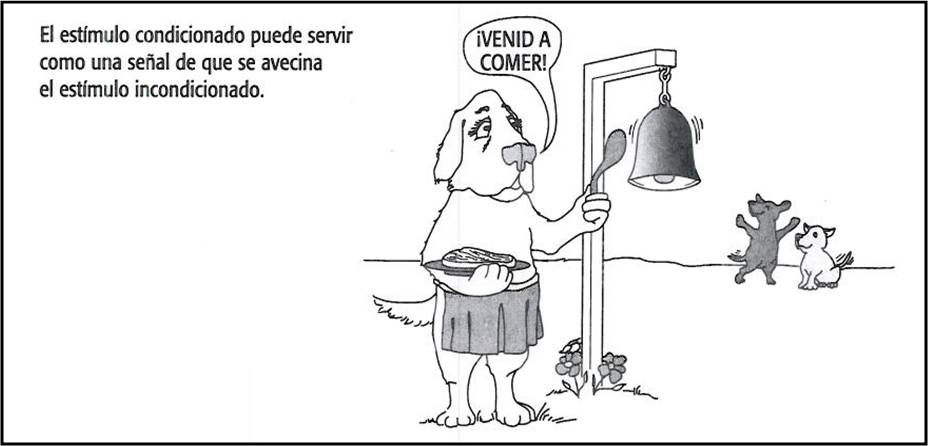 El estímulo condicionado puede servir
como una señal de que se avecina
el estímulo incondicionado.
¡VENID A
COMER!